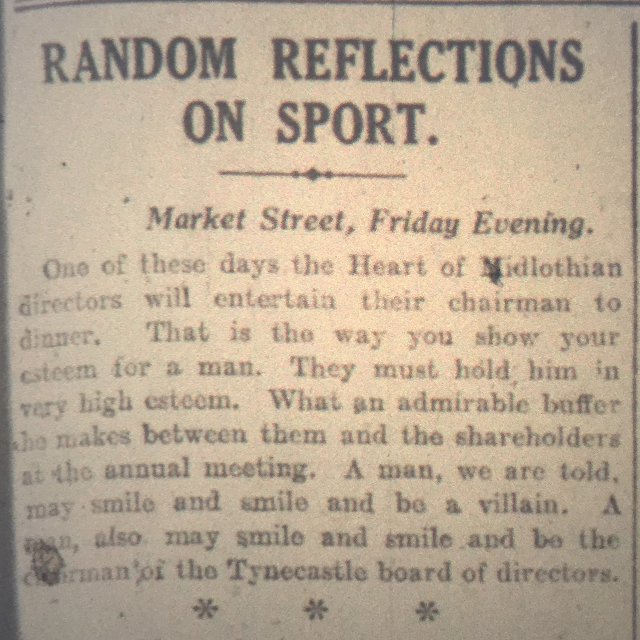 RANDOM REFLECTIONS
ON SPORT.
Market Street, Friday Evening.
One of these days the Heart of Midlothian
directors will entertain their chairman to
dinner. That is the way you show your
esteem for a man. They must hold him in
very high esteem. What an admirable buffer
he makes between them and the shareholders
at the annual meeting. A man, we are told,
may smile and smile and be a villain. A
man, also may smile and smile and be the
chairman of the Tynecastle board of directors.
* * *